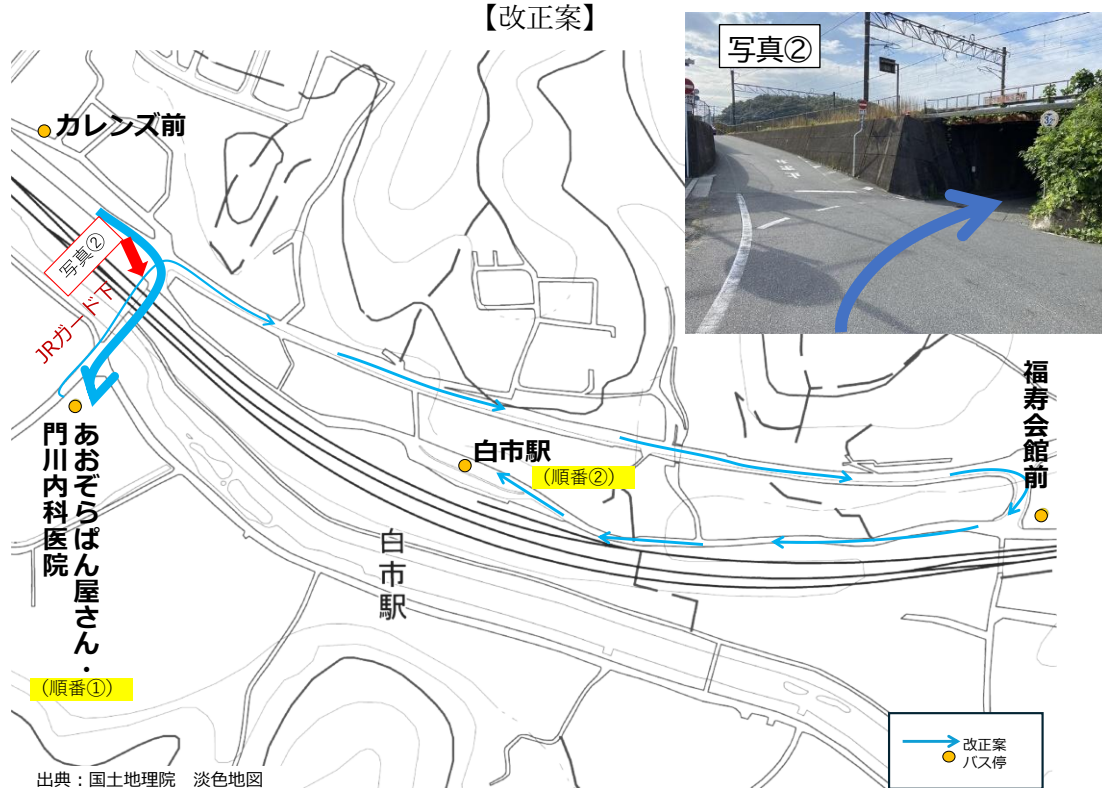 【改正案】
写真②
カレンズ前
写真②
JRガード下
福寿会館前
白市駅
(順番②)
あおぞらぱん屋さん・
門川内科医院
白市駅
(順番①)
改正案
バス停
出典：国土地理院　淡色地図